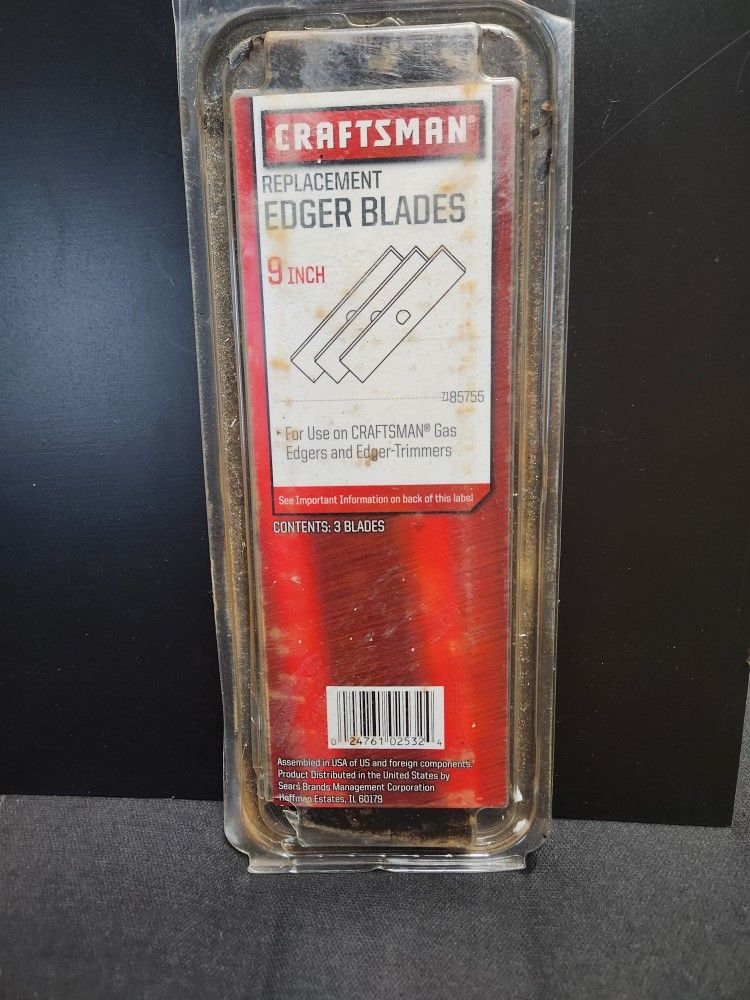 CRAFTSMAN®
REPLACEMENT
EDGER BLADES
9 INCH
7185755
For Use on CRAFTSMAN® Gas
Edgers and Edger-Trimmers
See Important Information on back of this label
CONTENTS: 3 BLADES
0 24761 02532 4
Assembled in USA of US and foreign components.
Product Distributed in the United States by
Sears Brands Management Corporation
Hoffman Estates, IL 60179